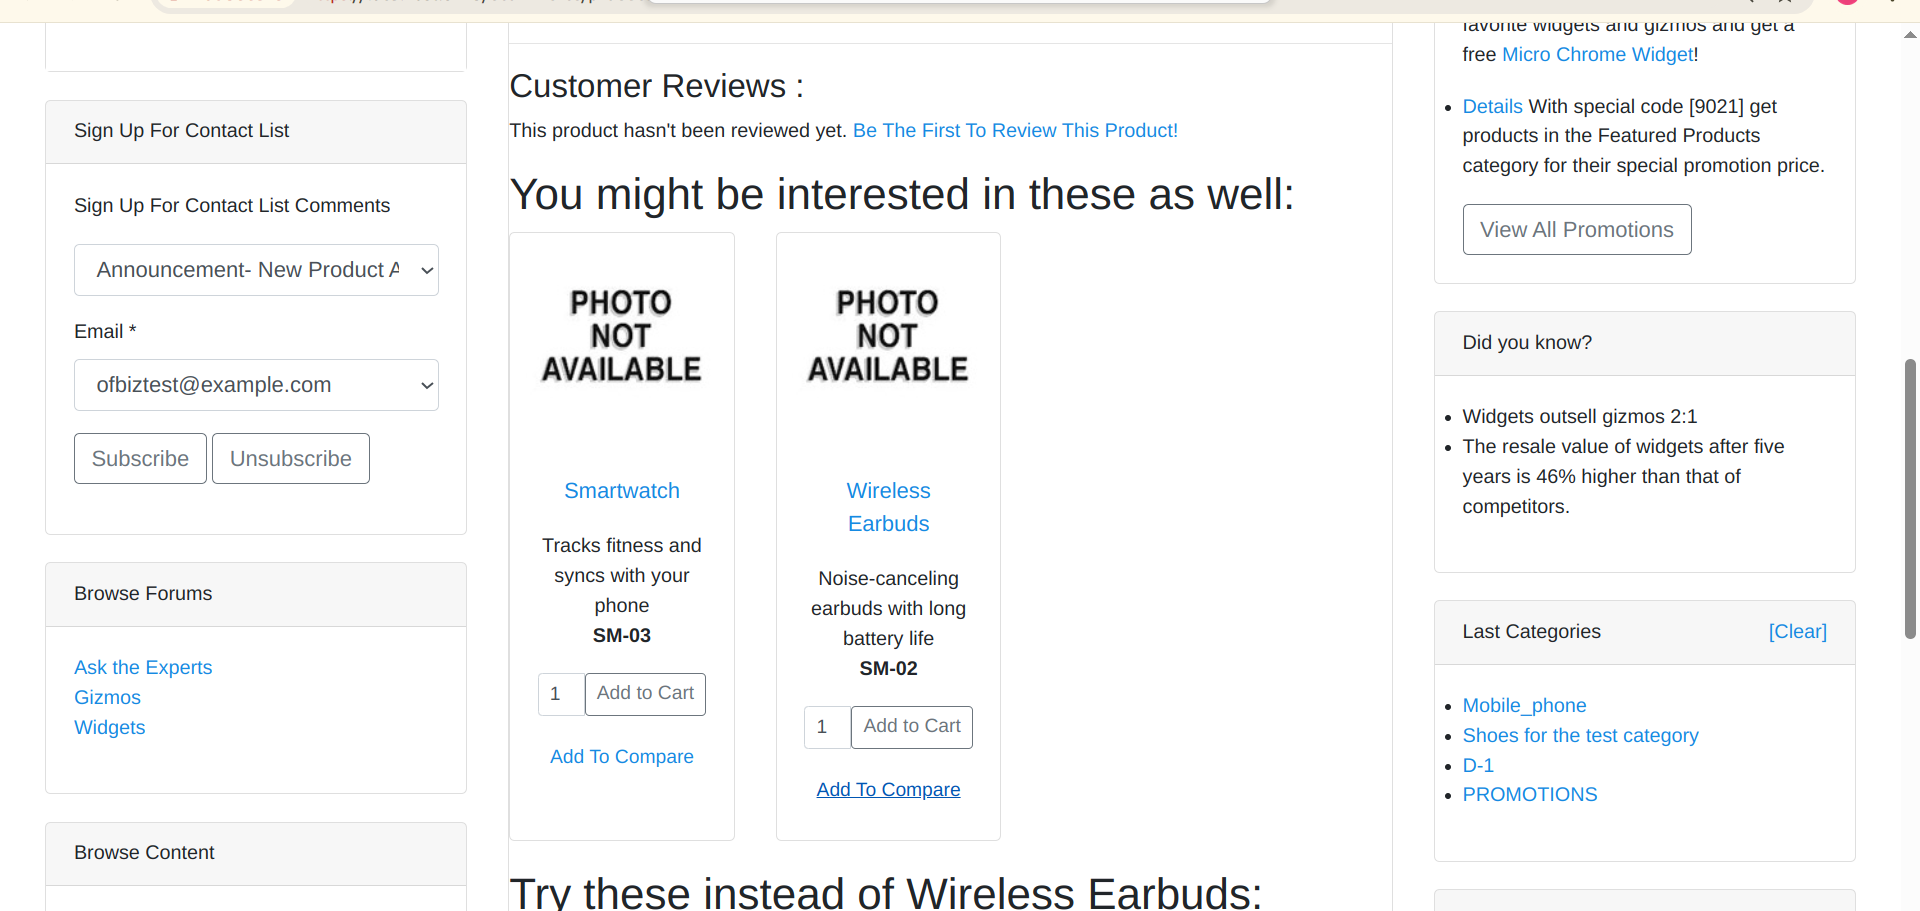 Sign Up For Contact List
Sign Up For Contact List Comments
Announcement- New Product A
Email *
ofbiztest@example.com
Subscribe
Unsubscribe
Browse Forums
Ask the Experts
Gizmos
Widgets
Browse Content
Customer Reviews :
This product hasn't been reviewed yet. Be The First To Review This Product!
You might be interested in these as well:
PHOTO
NOT
AVAILABLE
Smartwatch
Tracks fitness and
syncs with your
phone
SM-03
1
Add to Cart
Add To Compare
PHOTO
NOT
AVAILABLE
Wireless
Earbuds
Noise-canceling
earbuds with long
battery life
SM-02
1
Add to Cart
Add To Compare
Try these instead of Wireless Earbuds:
favorite widgets and gizmos and get a
free Micro Chrome Widget!
Details With special code [9021] get
products in the Featured Products
category for their special promotion price.
View All Promotions
Did you know?
Widgets outsell gizmos 2:1
The resale value of widgets after five
years is 46% higher than that of
competitors.
Last Categories
[Clear]
Mobile_phone
Shoes for the test category
D-1
PROMOTIONS